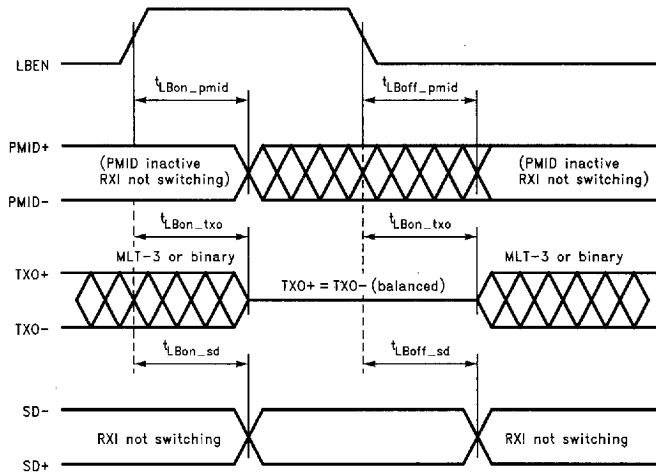 LBEN
tLBon_pmid
tLBoff_pmid
PMID+
(PMID inactive
RXI not switching)
(PMID inactive
RXI not switching)
PMID-
tLBon_txo
tLBon_txo
MLT-3 or binary
MLT-3 or binary
TXO+
TXO+ = TXO- (balanced)
TXO-
tLBon_sd
tLBoff_sd
SD-
RXI not switching
RXI not switching
SD+